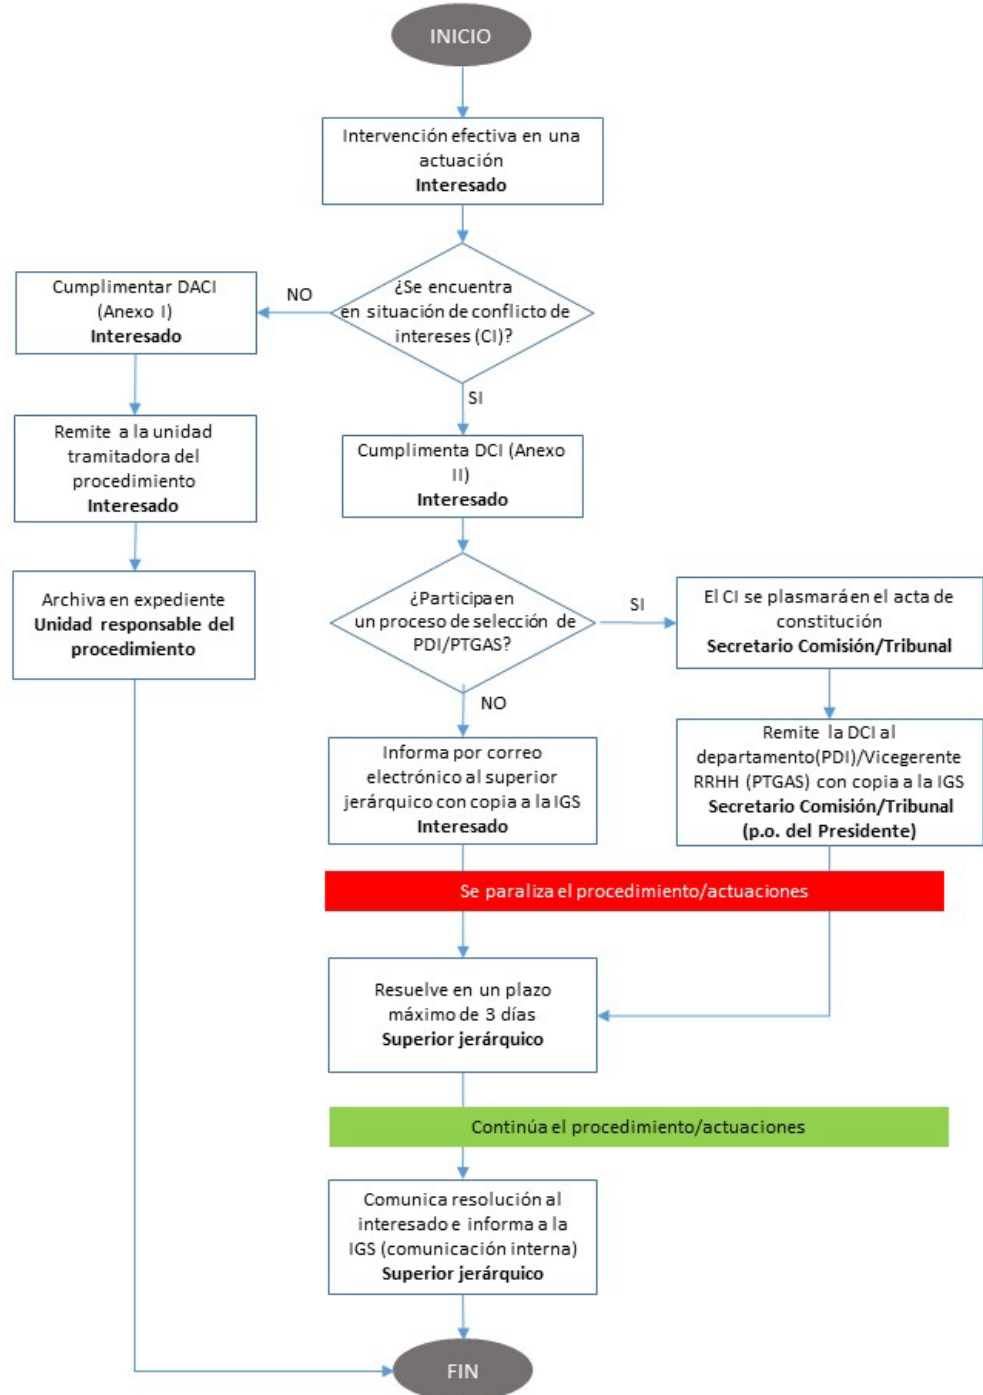 INICIO
Intervención efectiva en una
actuación
Interesado
¿Se encuentra
en situación de conflicto de
intereses (CI)?
NO
Cumplimentar DACI
(Anexo I)
Interesado
Remite a la unidad
tramitadora del
procedimiento
Interesado
Archiva en expediente
Unidad responsable del
procedimiento
SI
Cumplimenta DCI (Anexo
II)
Interesado
¿Participa en
un proceso de selección de
PDI/PTGAS?
SI
El CI se plasmará en el acta de
constitución
Secretario Comisión/Tribunal
Remite la DCI al
departamento(PDI)/Vicegerente
RRHH (PTGAS) con copia a la IGS
Secretario Comisión/Tribunal
(p.o. del Presidente)
NO
Informa por correo
electrónico al superior
jerárquico con copia a la IGS
Interesado
Se paraliza el procedimiento/actuaciones
Resuelve en un plazo
máximo de 3 días
Superior jerárquico
Continúa el procedimiento/actuaciones
Comunica resolución al
interesado e informa a la
IGS (comunicación interna)
Superior jerárquico
FIN